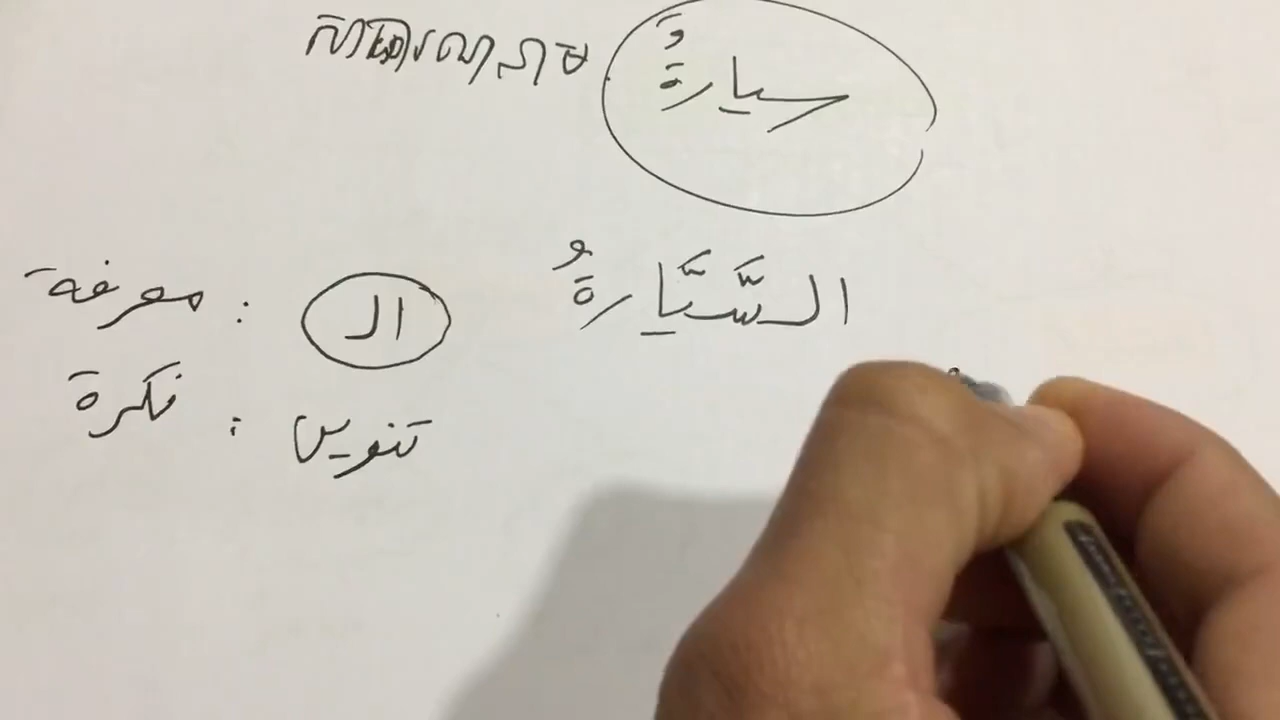 سيارةٌ
السَّيَّارةُ
ال : معرفة
تنوين : نكرة